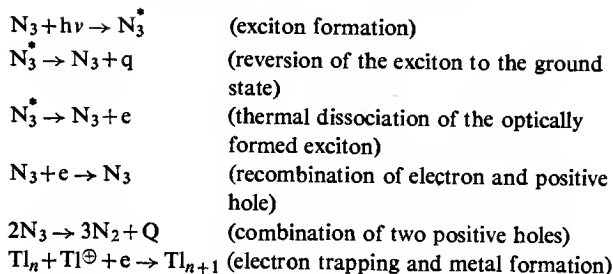 N₃+hν → N₃* (exciton formation)
N₃* → N₃+q (reversion of the exciton to the ground
state)
N₃* → N₃+e (thermal dissociation of the optically
formed exciton)
N₃+e → N₃ (recombination of electron and positive
hole)
2N₃ → 3N₂+Q (combination of two positive holes)
Tlₙ+Tl⊕+e → Tlₙ₊₁ (electron trapping and metal formation)